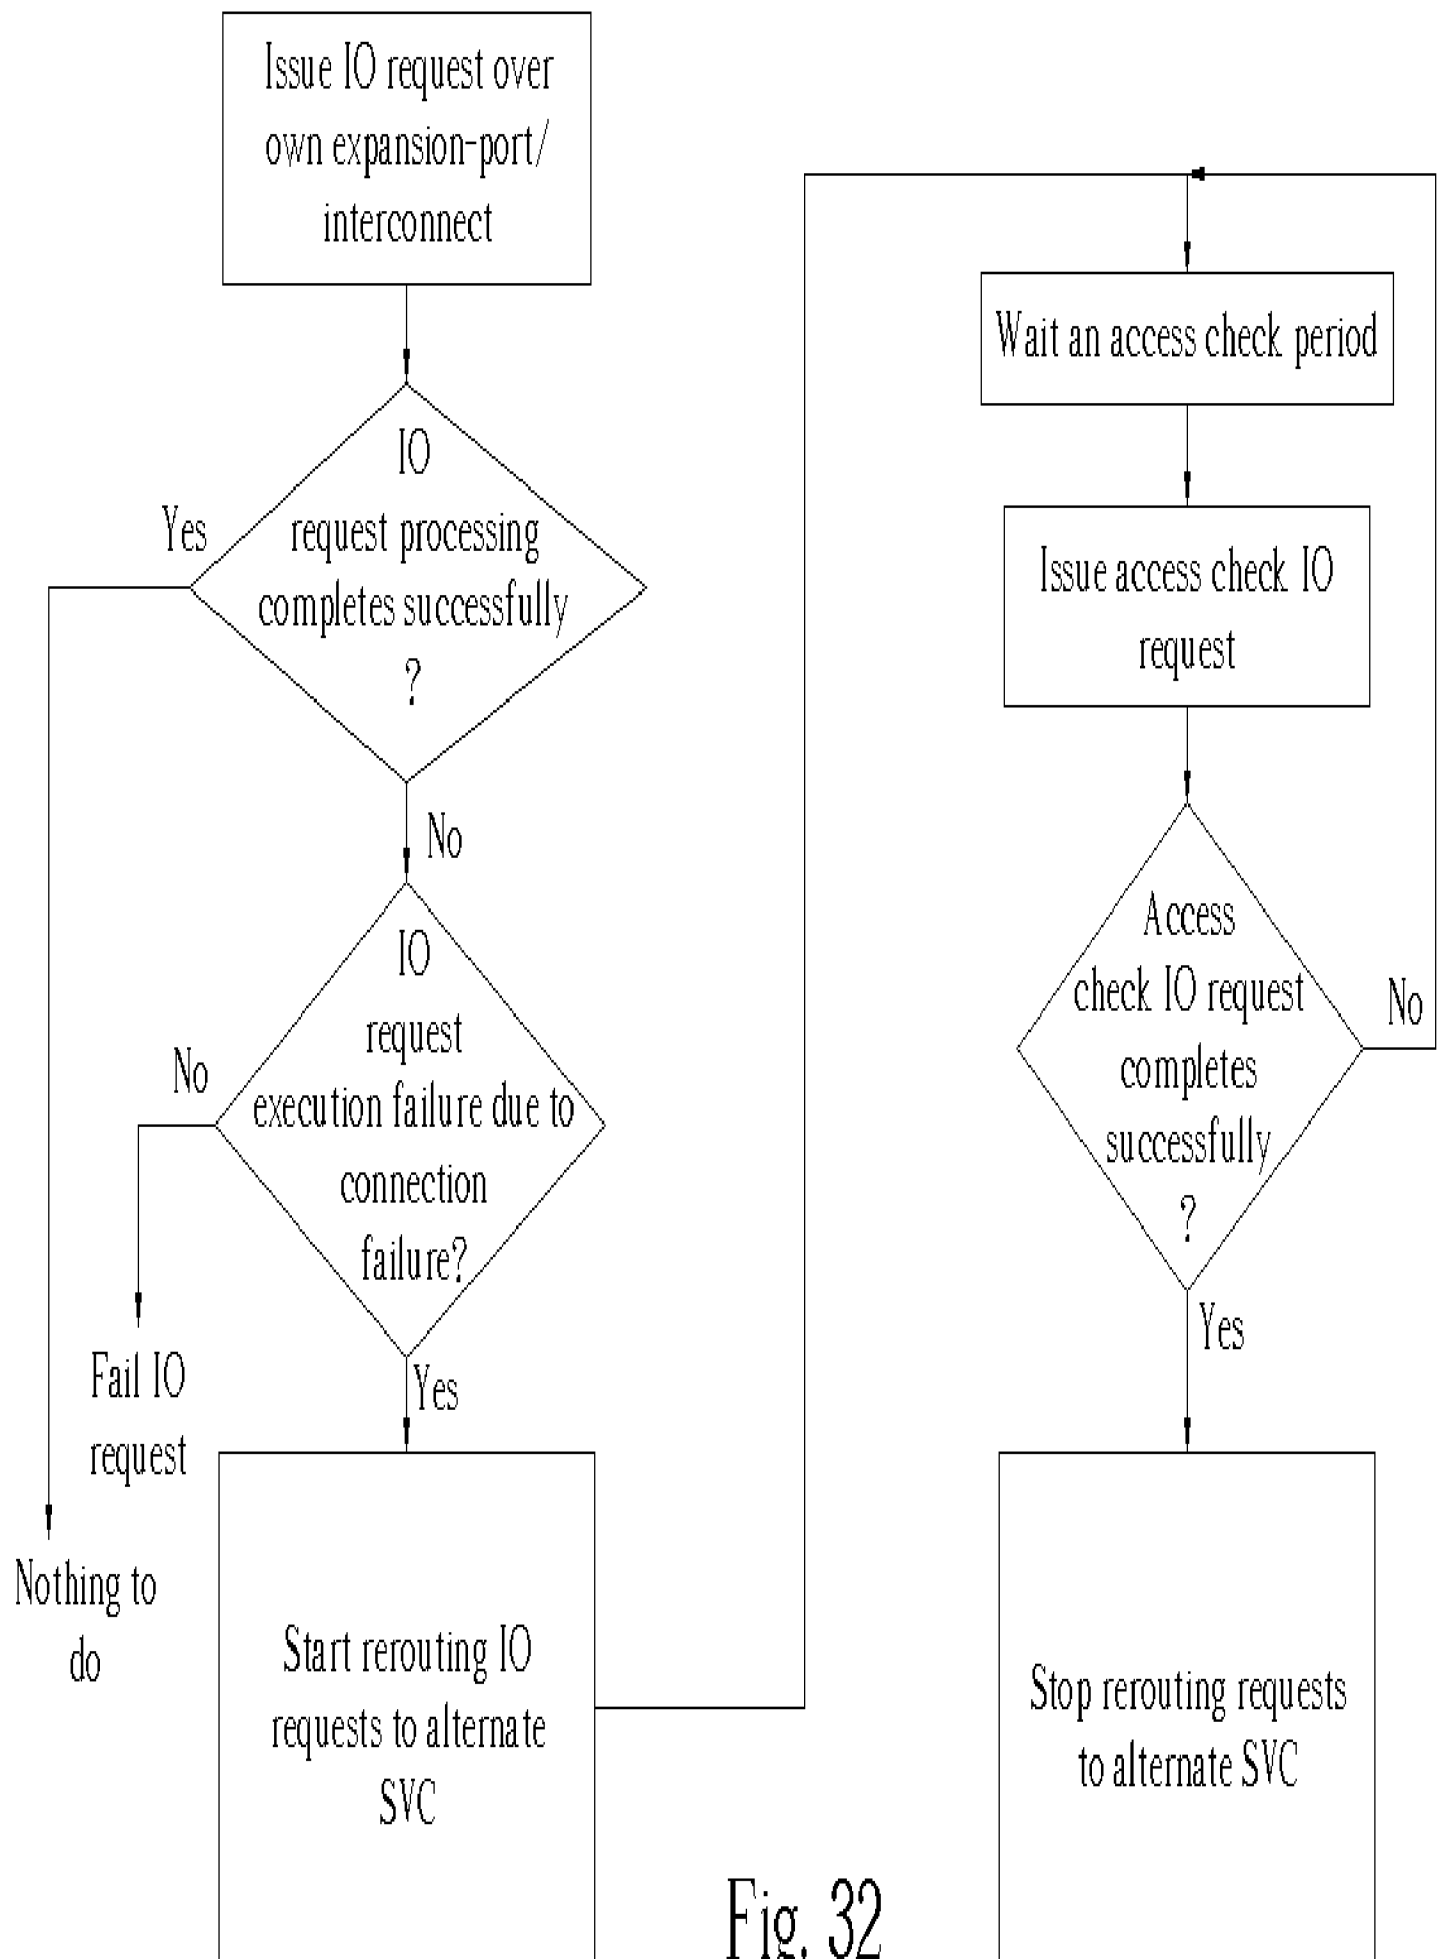 Issue IO request over
own expansion-port/
interconnect
IO
request processing
completes successfully
?
Yes
No
IO
request
execution failure due to
connection
failure?
No
Yes
Fail IO
request
Nothing to
do
Start rerouting IO
requests to alternate
SVC
Wait an access check period
Issue access check IO
request
Access
check IO request
completes
successfully
?
No
Yes
Stop rerouting requests
to alternate SVC
Fig. 32